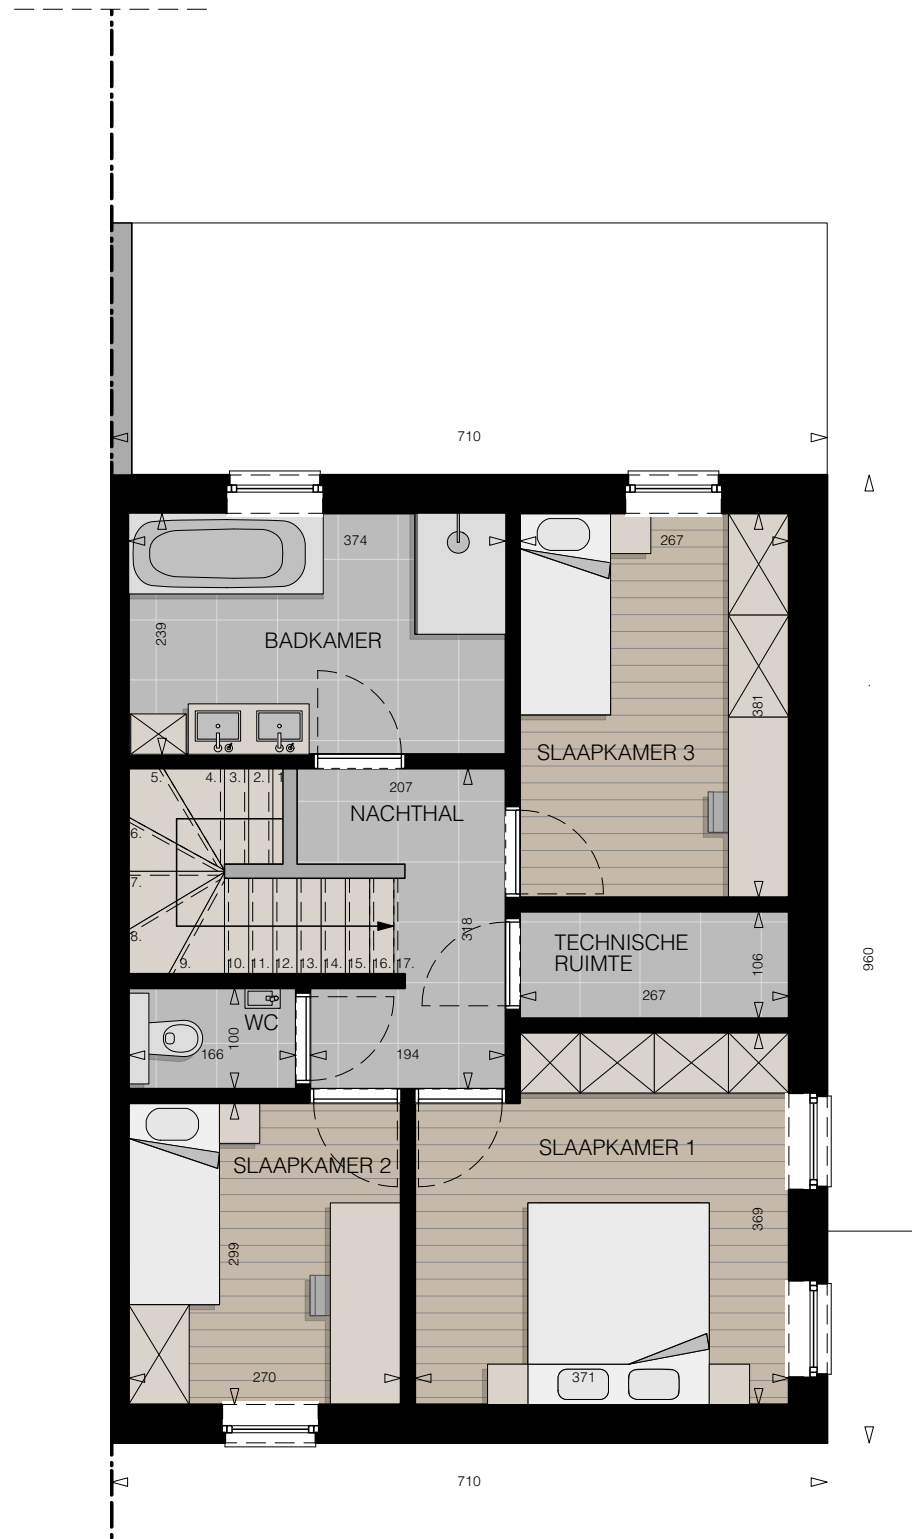 710
374
267
239
BADKAMER
381
SLAAPKAMER 3
5. 4. 3. 2. 1
207
NACHTHAL
6.
7.
8.
318
9. 10. 11. 12. 13. 14. 15. 16. 17.
TECHNISCHE
RUIMTE
106
960
267
WC
166
100
194
SLAAPKAMER 2
SLAAPKAMER 1
299
369
270
371
710